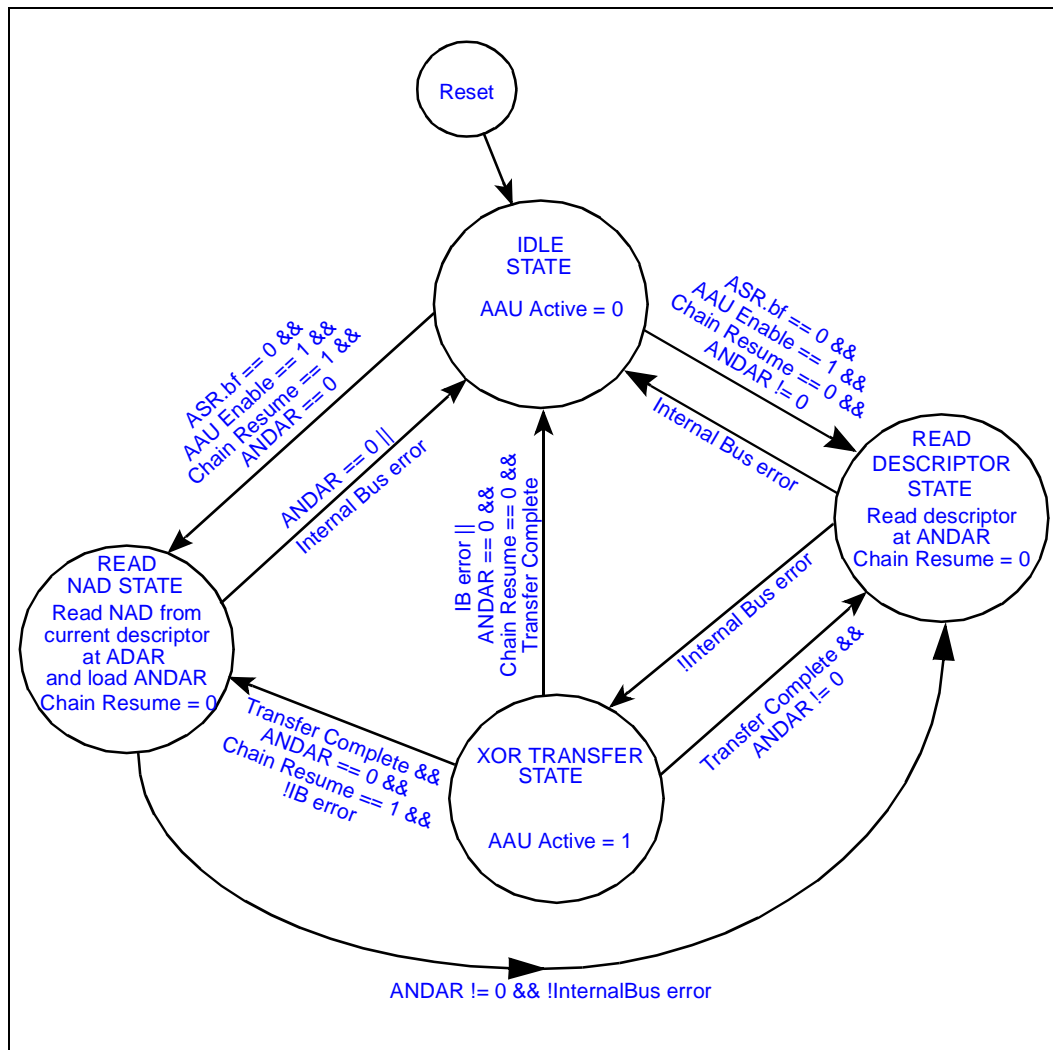 Reset
IDLE
STATE
AAU Active = 0
ASR.bf == 0 &&
AAU Enable == 1 &&
Chain Resume == 1 &&
ANDAR == 0
ANDAR == 0 ||
Internal Bus error
IB error ||
ANDAR == 0 &&
Chain Resume == 0 &&
Transfer Complete
ASR.bf == 0 &&
AAU Enable == 1 &&
Chain Resume == 0 &&
ANDAR != 0
Internal Bus error
READ
DESCRIPTOR
STATE
Read descriptor
at ANDAR
Chain Resume = 0
READ
NAD STATE
Read NAD from
current descriptor
at ADAR
and load ANDAR
Chain Resume = 0
!Internal Bus error
Transfer Complete &&
ANDAR != 0
Transfer Complete &&
ANDAR == 0 &&
Chain Resume == 1 &&
!IB error
XOR TRANSFER
STATE
AAU Active = 1
ANDAR != 0 && !InternalBus error